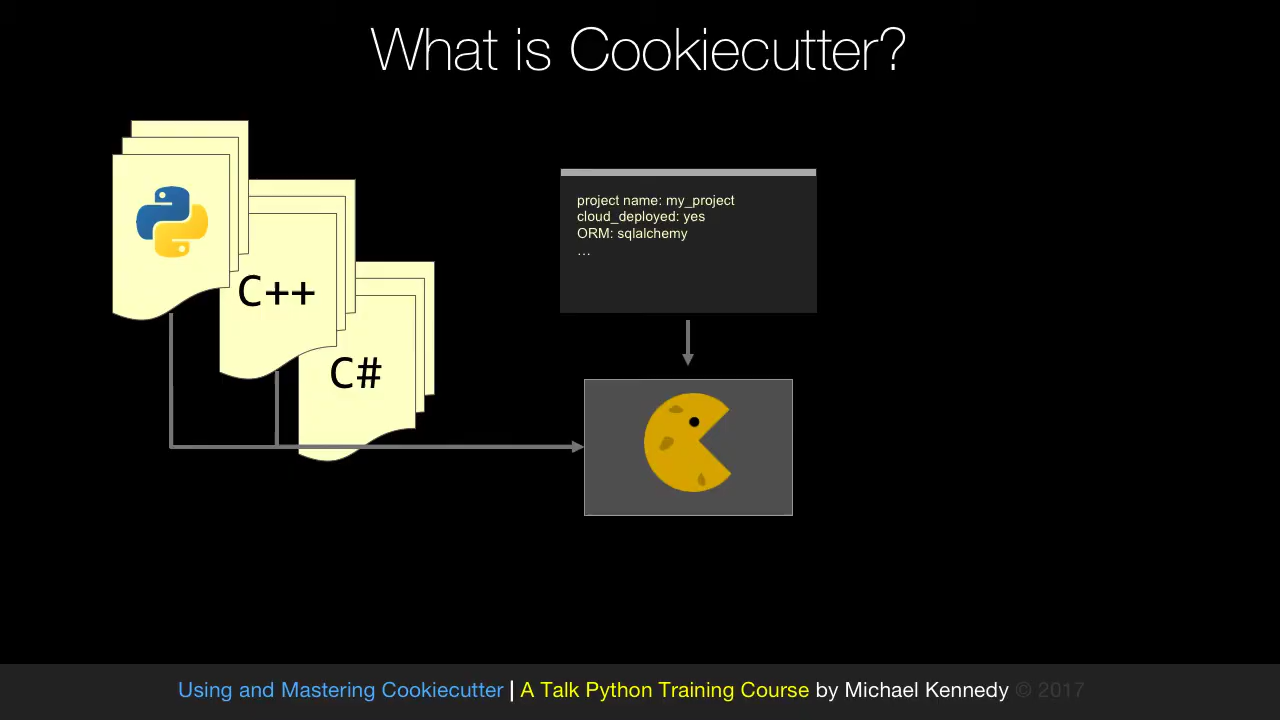 What is Cookiecutter?
C++
C#
project name: my_project
cloud_deployed: yes
ORM: sqlalchemy
…
Using and Mastering Cookiecutter | A Talk Python Training Course by Michael Kennedy © 2017